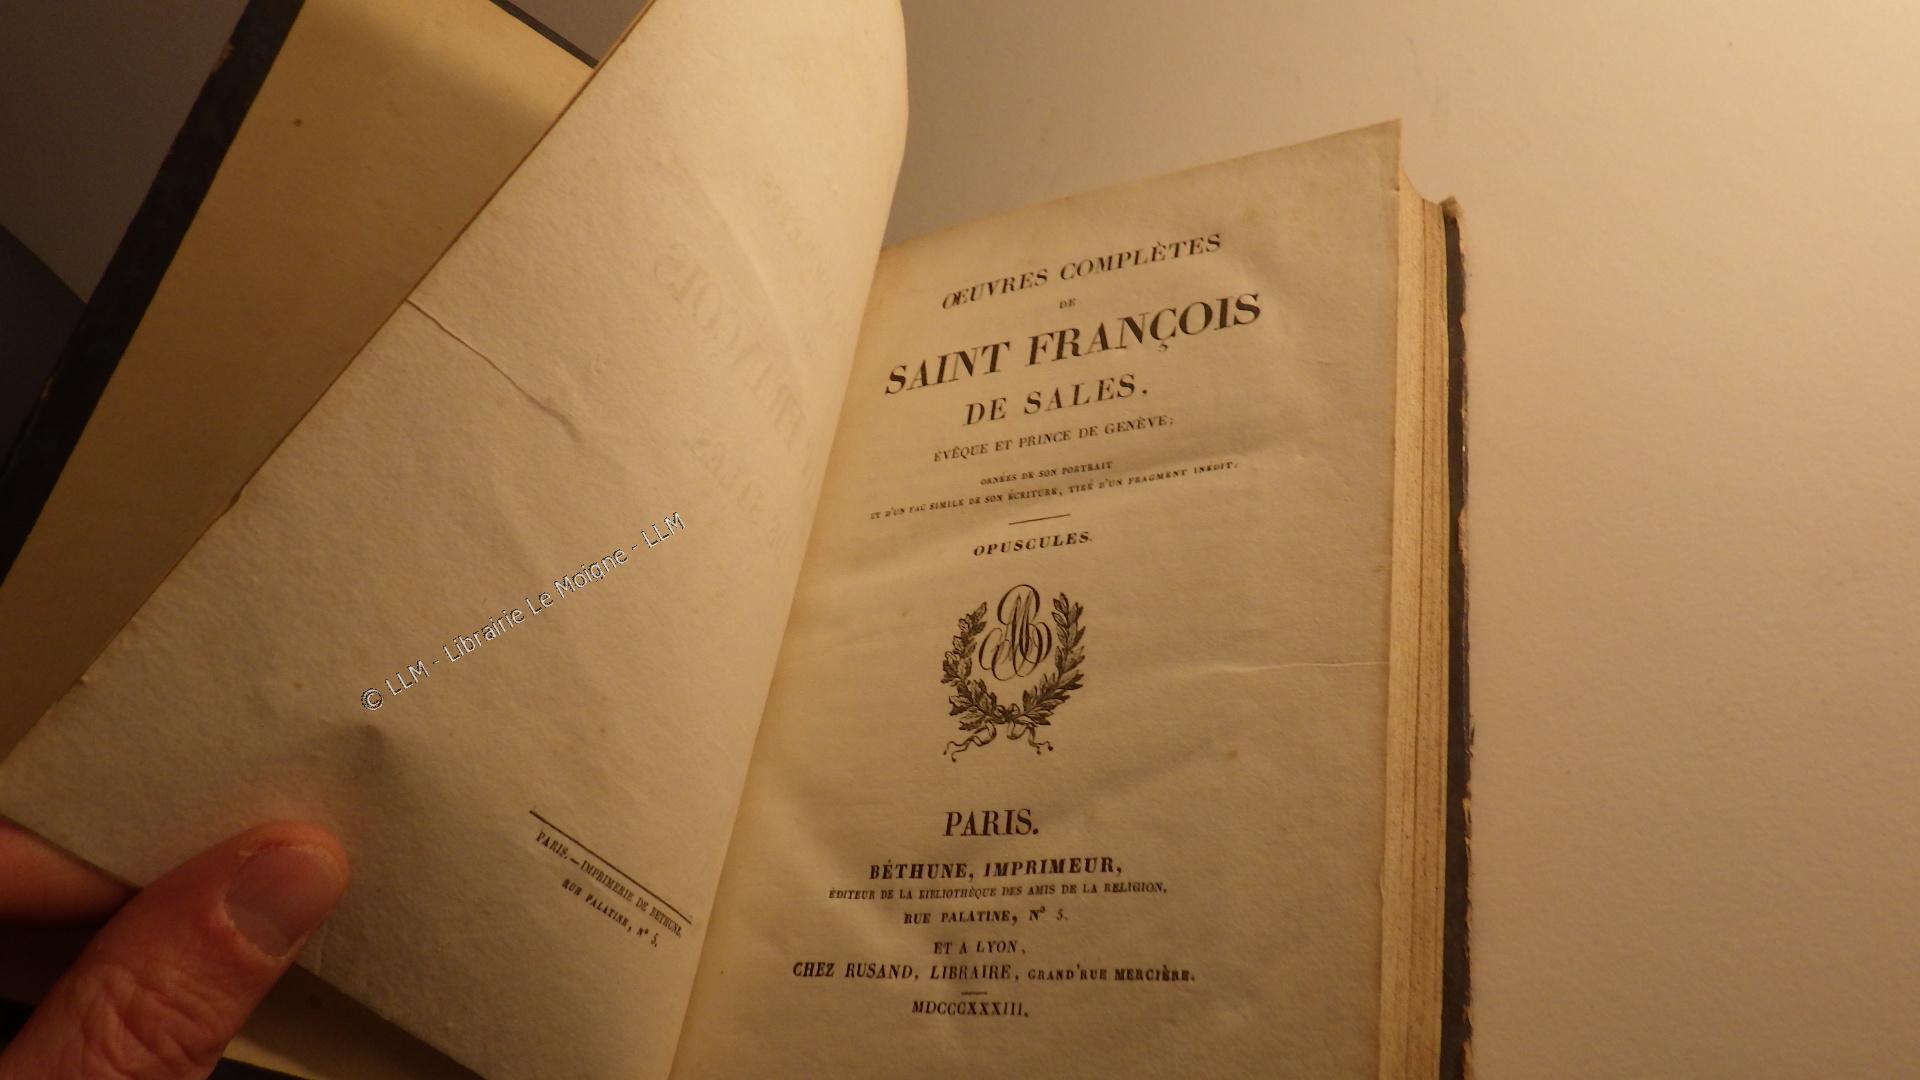 PARIS.—IMPRIMERIE DE BETHUNE,
RUE PALATINE, Nº 5.
© LLM - Librairie Le Moigne - LLM
ŒUVRES COMPLÈTES
DE
SAINT FRANÇOIS
DE SALES,
ÉVÊQUE ET PRINCE DE GENÈVE;
ORNÉES DE SON PORTRAIT
ET D'UN FAC SIMILE DE SON ÉCRITURE, TIRÉ D'UN FRAGMENT INÉDIT.
OPUSCULES.
PARIS.
BÉTHUNE, IMPRIMEUR,
ÉDITEUR DE LA BIBLIOTHÈQUE DES AMIS DE LA RELIGION,
RUE PALATINE, Nº 5.
ET A LYON,
CHEZ RUSAND, LIBRAIRE, GRAND'RUE MERCIÈRE.
MDCCCXXXIII.